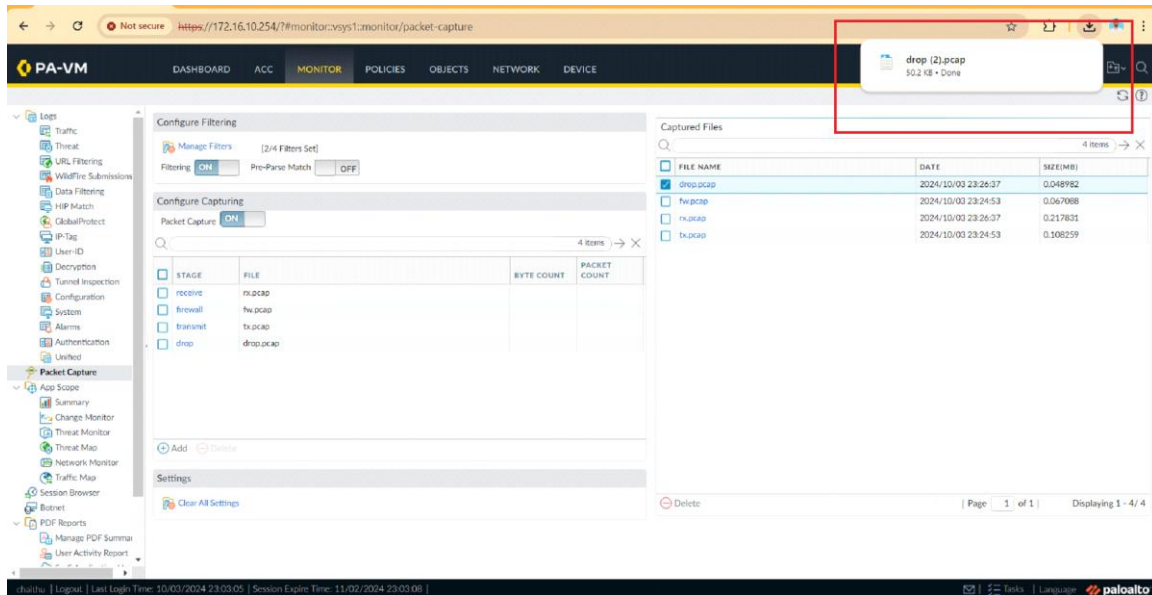 Not secure https://172.16.10.254/?#monitor::vsys1::monitor/packet-capture
drop (2).pcap
50.2 KB • Done
PA-VM
DASHBOARD ACC MONITOR POLICIES OBJECTS NETWORK DEVICE
Logs
Traffic
Threat
URL Filtering
WildFire Submissions
Data Filtering
HIP Match
GlobalProtect
IP-Tag
User-ID
Decryption
Tunnel Inspection
Configuration
System
Alarms
Authentication
Unified
Packet Capture
App Scope
Summary
Change Monitor
Threat Monitor
Threat Map
Network Monitor
Traffic Map
Session Browser
Botnet
PDF Reports
Manage PDF Summar
User Activity Report
Configure Filtering
Manage Filters [2/4 Filters Set]
Filtering ON Pre-Parse Match OFF
Configure Capturing
Packet Capture ON
4 items
STAGE FILE BYTE COUNT PACKET COUNT
receive rx.pcap
firewall fw.pcap
transmit tx.pcap
drop drop.pcap
Add Delete
Settings
Clear All Settings
Captured Files
4 items
FILE NAME DATE SIZE(MB)
drop.pcap 2024/10/03 23:26:37 0.048982
fw.pcap 2024/10/03 23:24:53 0.067088
rx.pcap 2024/10/03 23:26:37 0.217831
tx.pcap 2024/10/03 23:24:53 0.108259
Delete | Page 1 of 1 | Displaying 1 - 4/ 4
chaithu | Logout | Last Login Time: 10/03/2024 23:03:05 | Session Expire Time: 11/02/2024 23:03:08 |
Tasks | Language paloalto